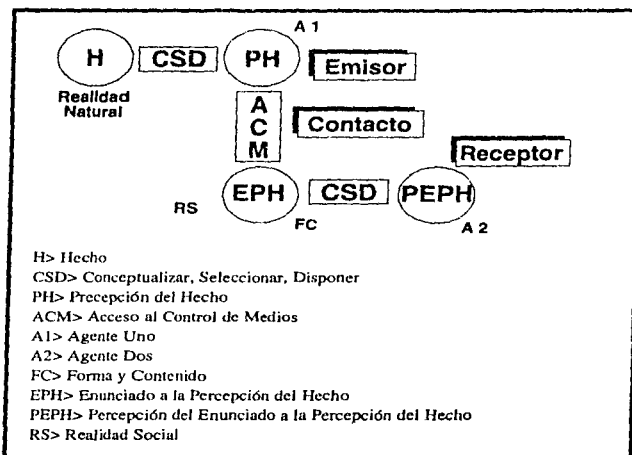 A 1
H CSD PH Emisor
Realidad
Natural
A
C
M
Contacto
Receptor
RS EPH CSD PEPH
FC A 2
H> Hecho
CSD> Conceptualizar, Seleccionar, Disponer
PH> Precepción del Hecho
ACM> Acceso al Control de Medios
A1> Agente Uno
A2> Agente Dos
FC> Forma y Contenido
EPH> Enunciado a la Percepción del Hecho
PEPH> Percepción del Enunciado a la Percepción del Hecho
RS> Realidad Social